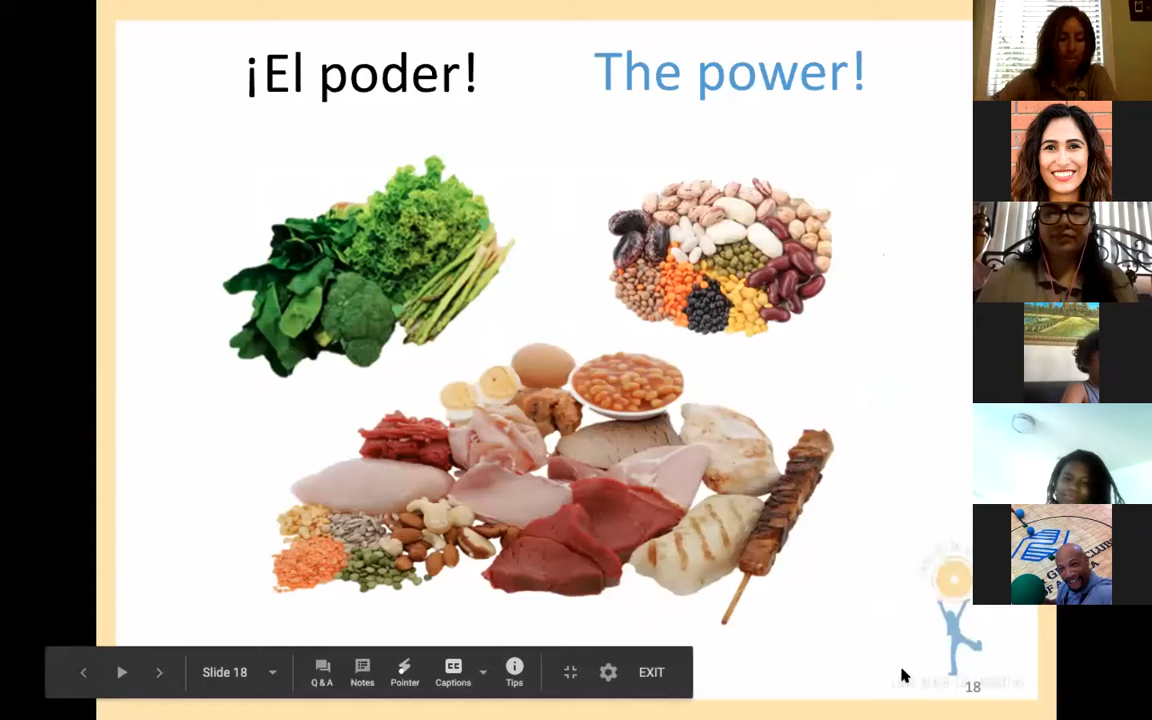 ¡El poder!
The power!
Slide 18
Q & A
Notes
Pointer
Captions
Tips
EXIT
18